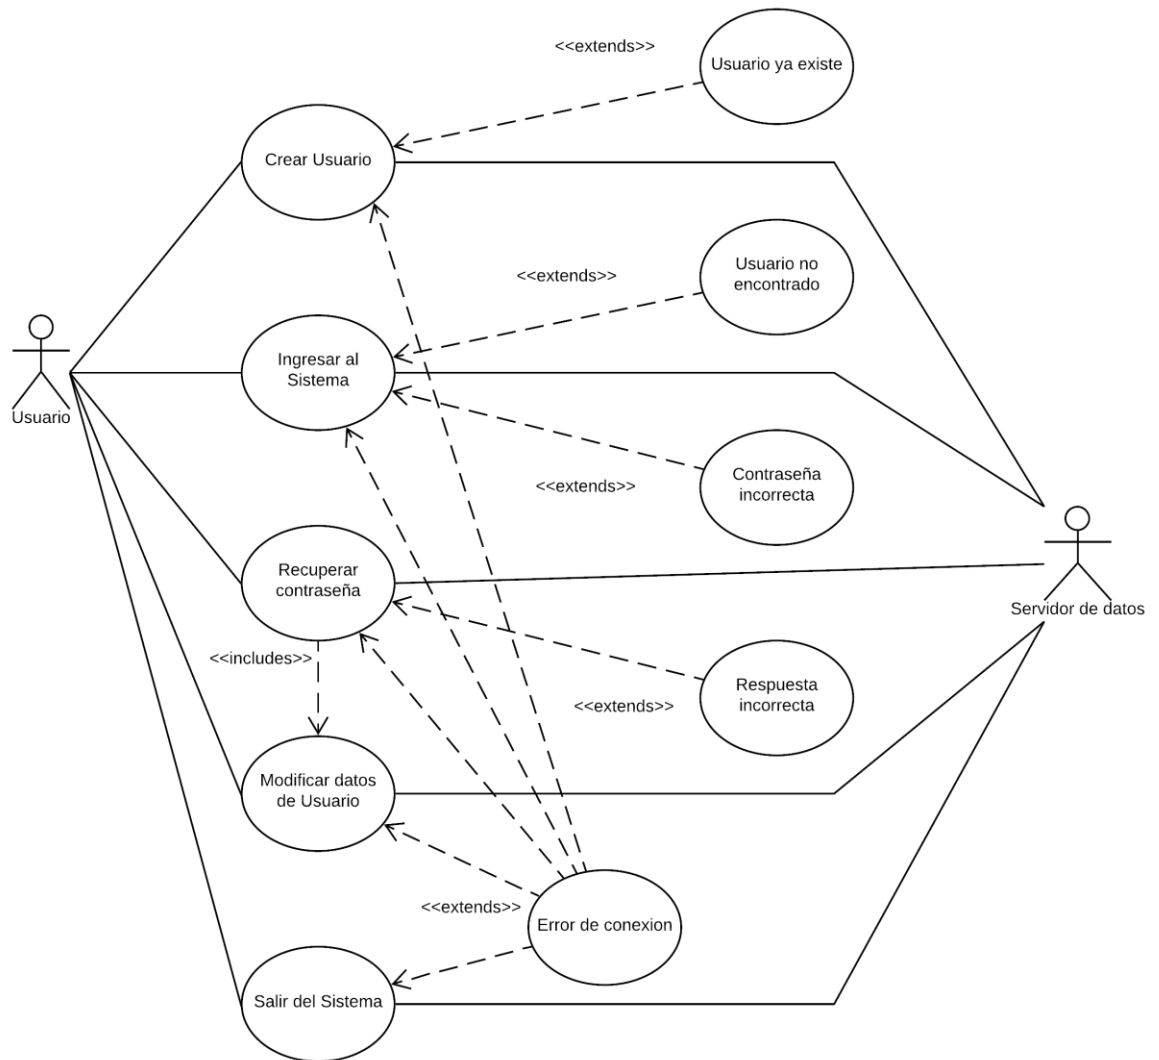 <<extends>>
Usuario ya existe
Crear Usuario
Usuario no
encontrado
<<extends>>
Ingresar al
Sistema
Usuario
Contraseña
incorrecta
<<extends>>
Recuperar
contraseña
Servidor de datos
<<includes>>
Respuesta
incorrecta
<<extends>>
Modificar datos
de Usuario
<<extends>>
Error de conexion
Salir del Sistema